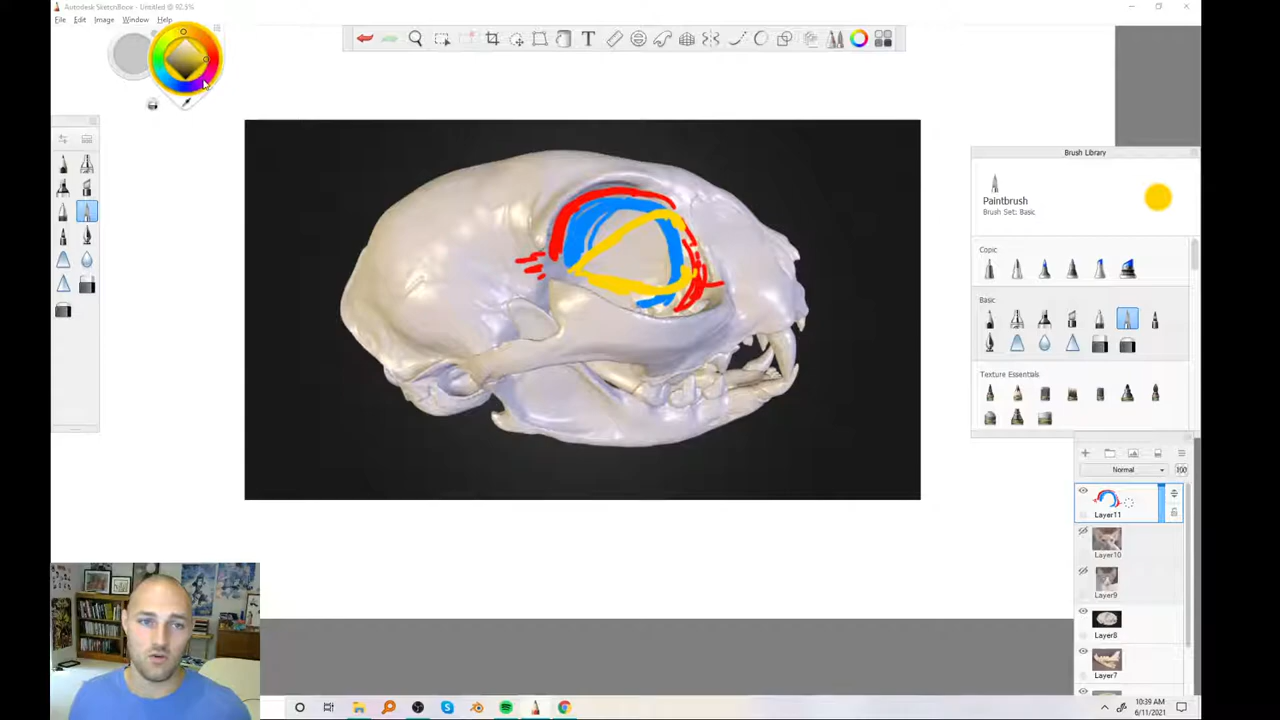 Autodesk SketchBook - Untitled @ 92.5%
File Edit Image Window Help
Brush Library
Paintbrush
Brush Set: Basic
Copic
Basic
Texture Essentials
Normal 100
Layer11
Layer10
Layer9
Layer8
Layer7
10:39 AM
6/11/2021